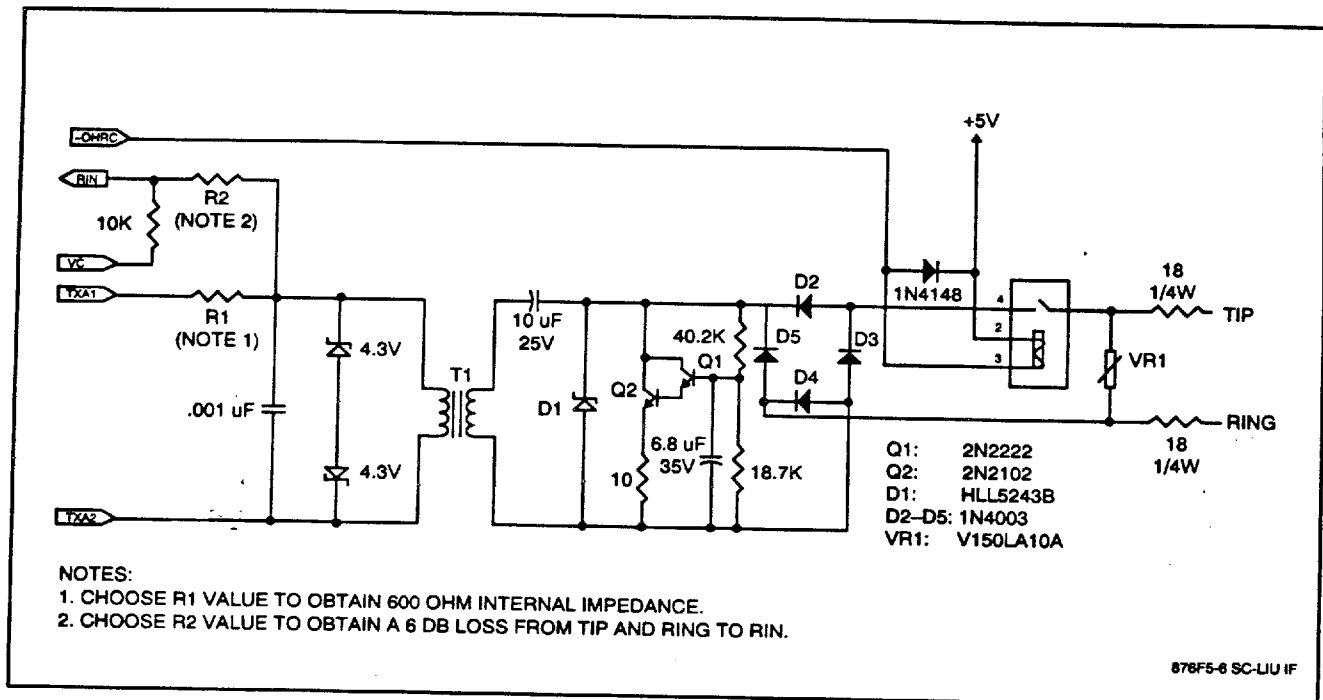 +5V
-OHRC
RIN
R2
(NOTE 2)
10K
VC
TXA1
R1
(NOTE 1)
1N4148
18
1/4W
TIP
4
2
3
VR1
RING
18
1/4W
D2
D3
D5
D4
10 uF
25V
40.2K
Q1
Q2
4.3V
T1
D1
.001 uF
6.8 uF
35V
4.3V
10
18.7K
TXA2
Q1: 2N2222
Q2: 2N2102
D1: HLL5243B
D2–D5: 1N4003
VR1: V150LA10A
NOTES:
1. CHOOSE R1 VALUE TO OBTAIN 600 OHM INTERNAL IMPEDANCE.
2. CHOOSE R2 VALUE TO OBTAIN A 6 DB LOSS FROM TIP AND RING TO RIN.
876F5-6 SC-LIU IF